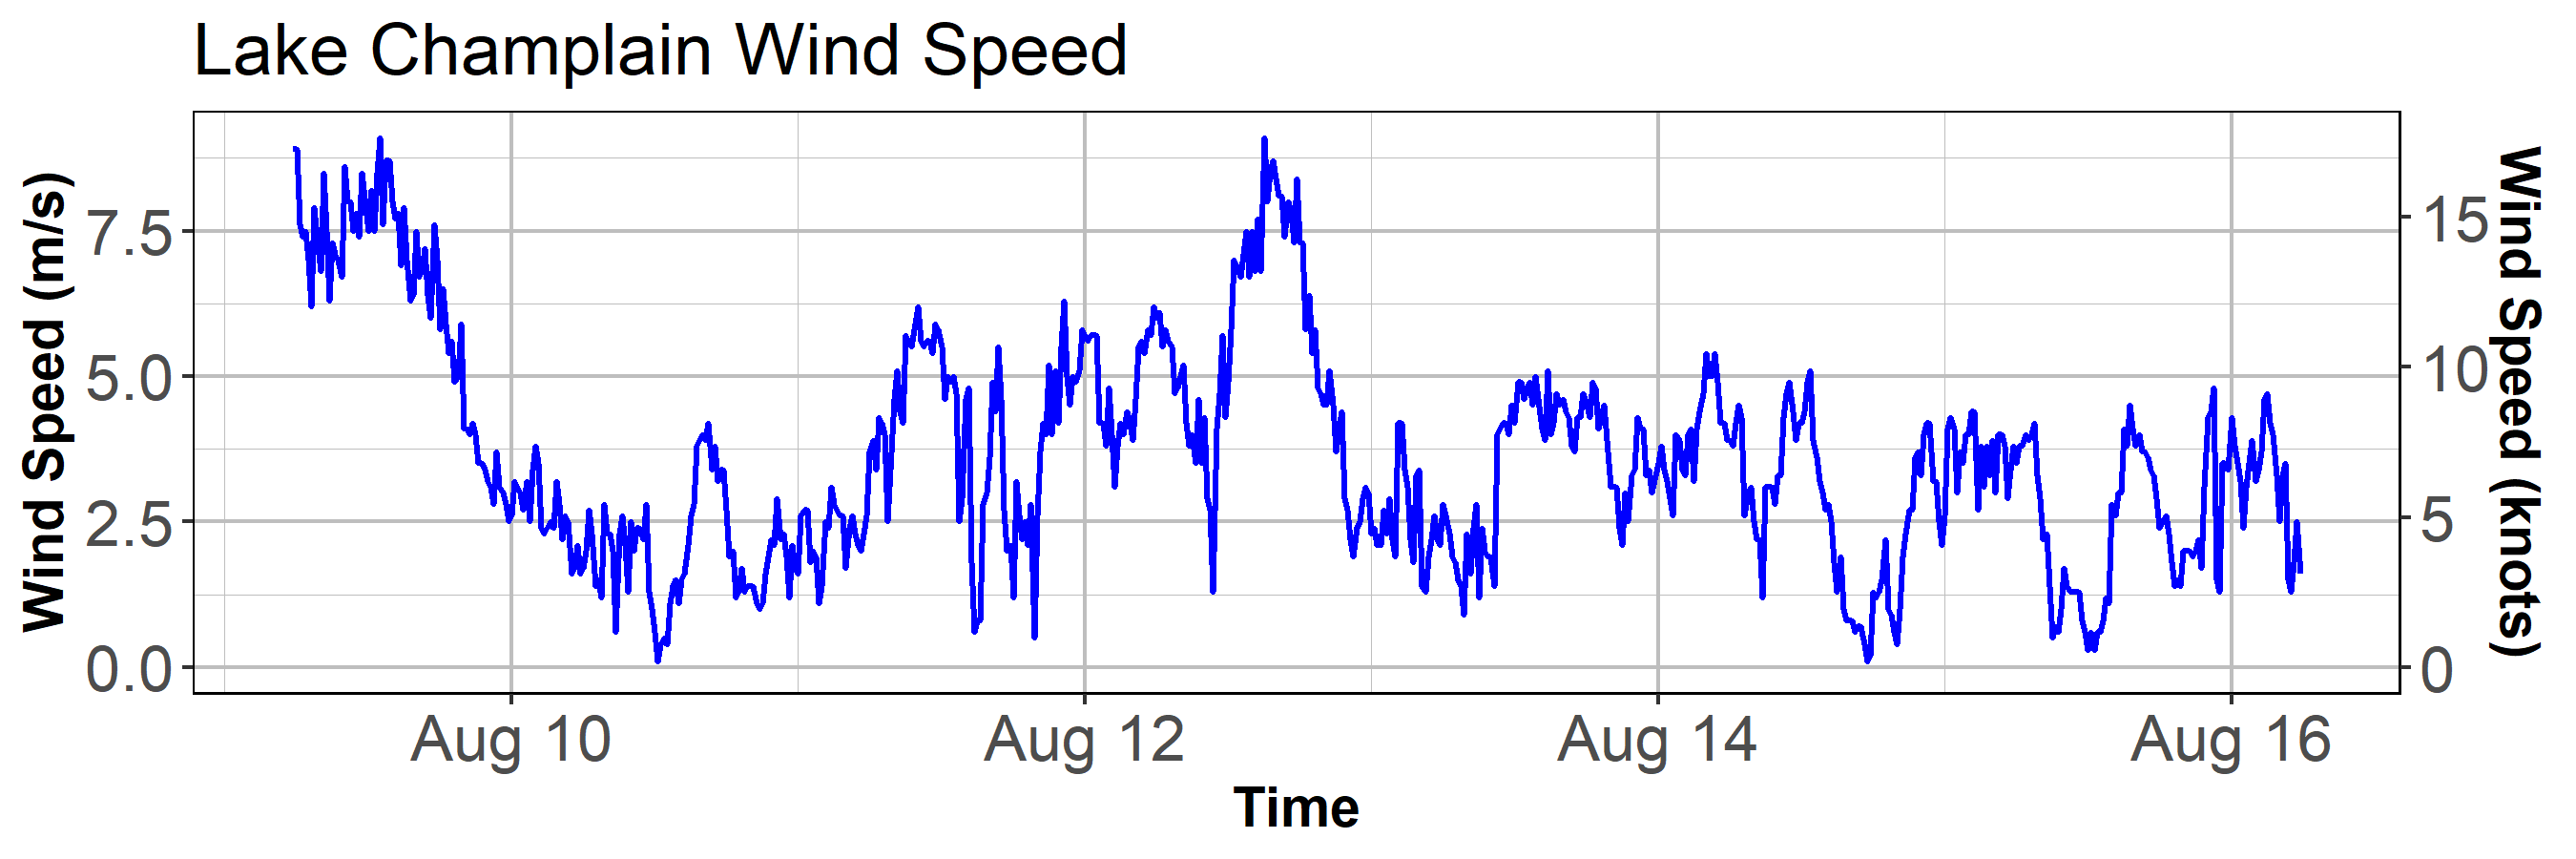 Lake Champlain Wind Speed
Wind Speed (m/s)
7.5
5.0
2.5
0.0
15
10
5
0
Wind Speed (knots)
Aug 10
Aug 12
Aug 14
Aug 16
Time